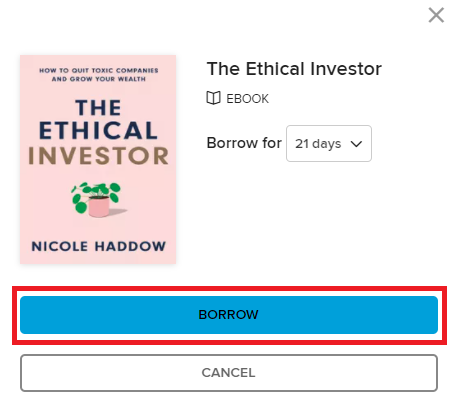 HOW TO QUIT TOXIC COMPANIES
AND GROW YOUR WEALTH
THE
ETHICAL
INVESTOR
NICOLE HADDOW
The Ethical Investor
EBOOK
Borrow for 21 days
BORROW
CANCEL